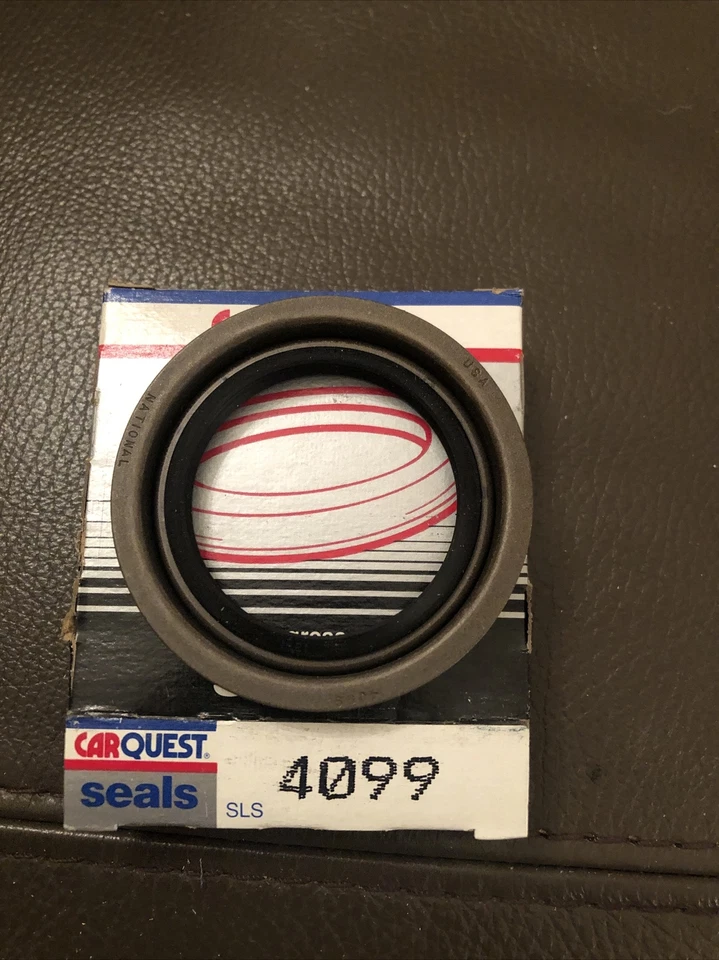 NATIONAL
USA
CARQUEST®
seals
SLS
4099